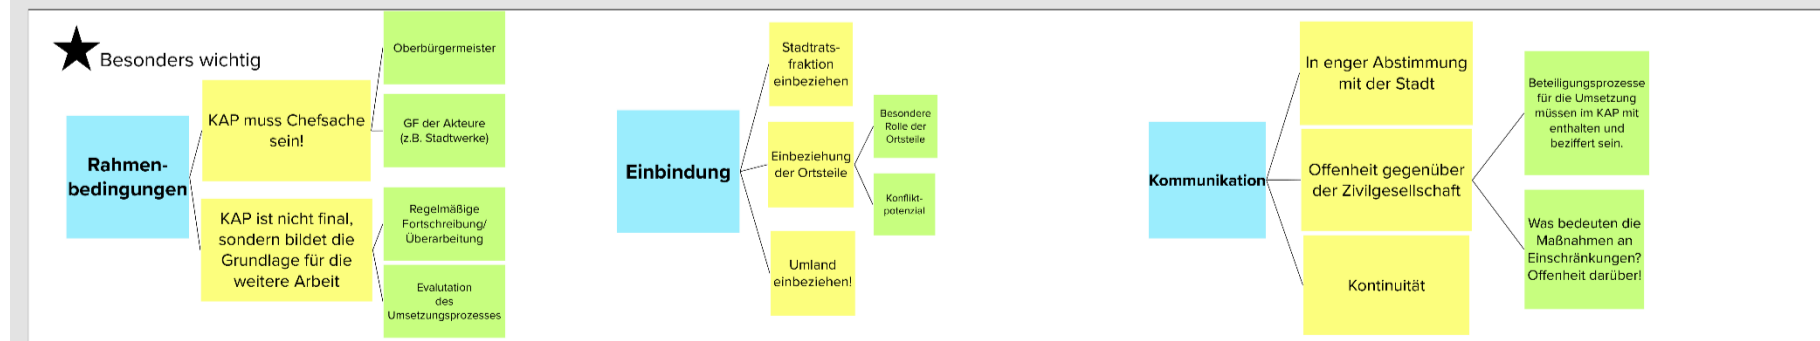 Besonders wichtig
Rahmen-
bedingungen
KAP muss Chefsache
sein!
Oberbürgermeister
GF der Akteure
(z.B. Stadtwerke)
KAP ist nicht final,
sondern bildet die
Grundlage für die
weitere Arbeit
Regelmäßige
Fortschreibung/
Überarbeitung
Evalutation
des
Umsetzungsprozesses
Einbindung
Stadtrats-
fraktion
einbeziehen
Einbeziehung
der Ortsteile
Besondere
Rolle der
Ortsteile
Konflikt-
potenzial
Umland
einbeziehen!
Kommunikation
In enger Abstimmung
mit der Stadt
Offenheit gegenüber
der Zivilgesellschaft
Beteiligungsprozesse
für die Umsetzung
müssen im KAP mit
enthalten und
beziffert sein.
Was bedeuten die
Maßnahmen an
Einschränkungen?
Offenheit darüber!
Kontinuität